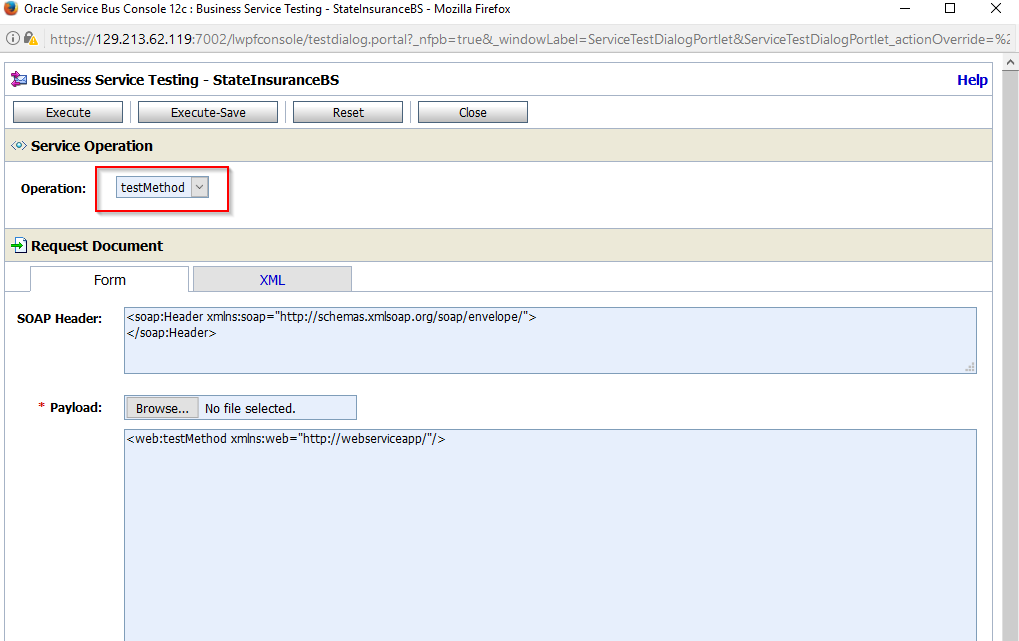 Oracle Service Bus Console 12c : Business Service Testing - StateInsuranceBS - Mozilla Firefox
https://129.213.62.119:7002/lwpfconsole/testdialog.portal?_nfpb=true&_windowLabel=ServiceTestDialogPortlet&ServiceTestDialogPortlet_actionOverride=%2
Business Service Testing - StateInsuranceBS Help
Execute Execute-Save Reset Close
Service Operation
Operation: testMethod
Request Document
Form XML
SOAP Header: <soap:Header xmlns:soap="http://schemas.xmlsoap.org/soap/envelope/">
</soap:Header>
* Payload: Browse... No file selected.
<web:testMethod xmlns:web="http://webserviceapp/"/>